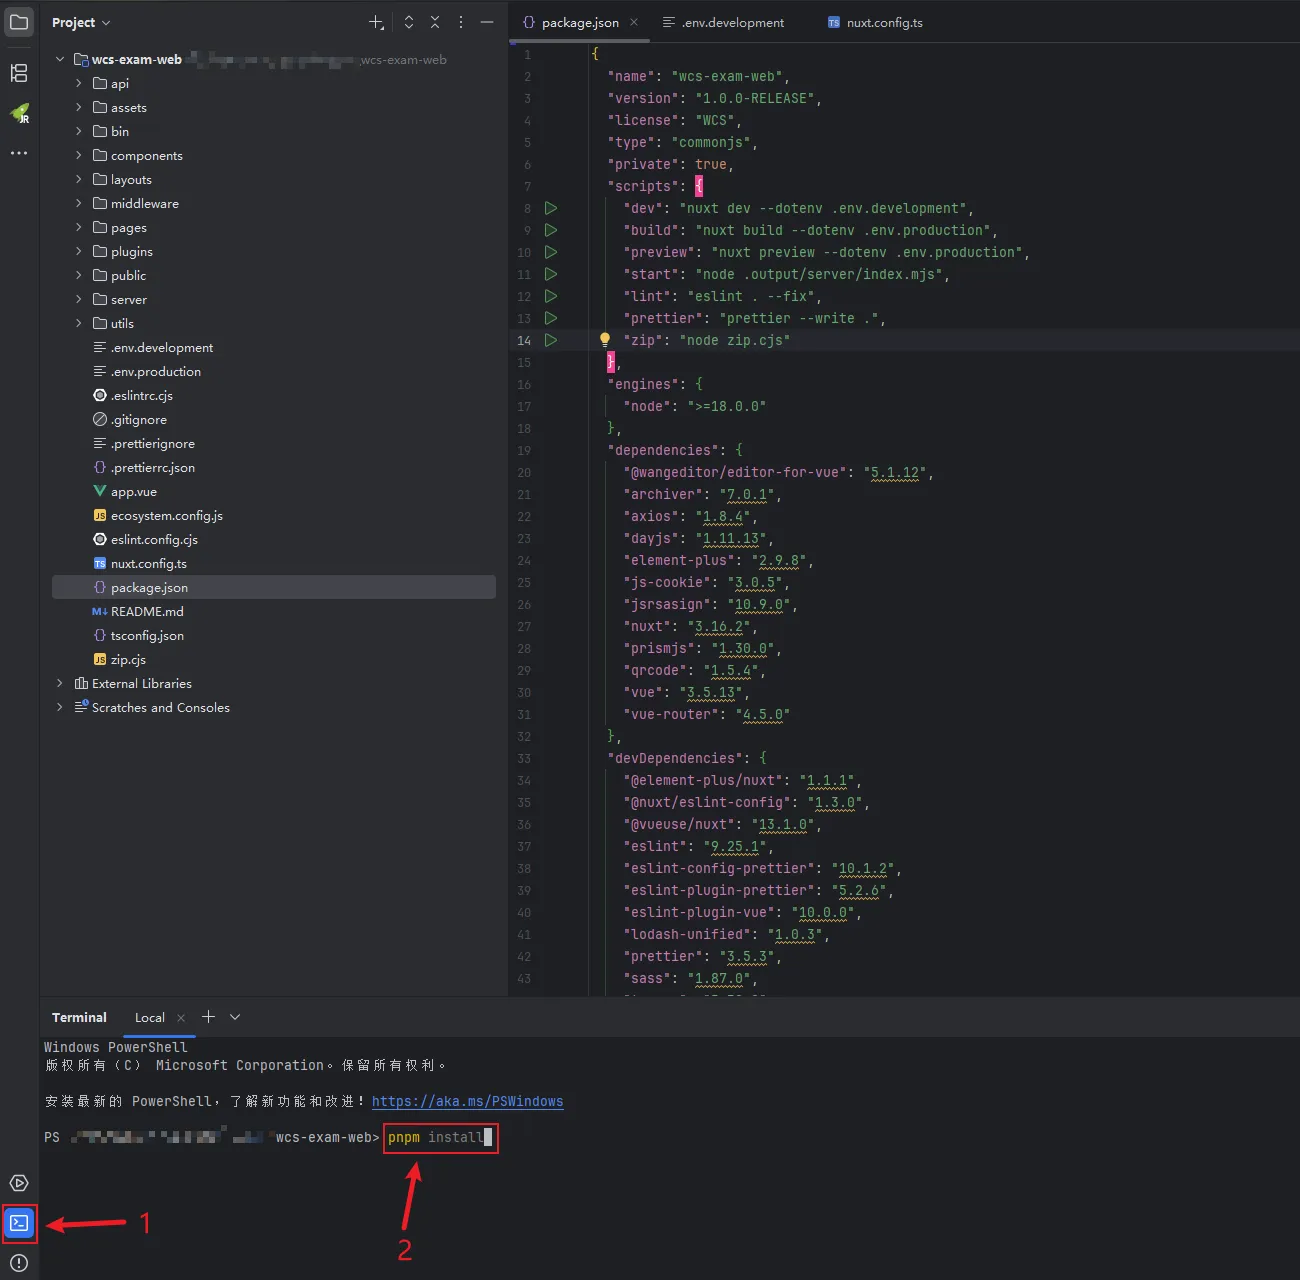 Project
wcs-exam-web
wcs-exam-web
api
assets
bin
components
layouts
middleware
pages
plugins
public
server
utils
.env.development
.env.production
.eslintrc.cjs
.gitignore
.prettierignore
.prettierrc.json
app.vue
ecosystem.config.js
eslint.config.cjs
nuxt.config.ts
package.json
README.md
tsconfig.json
zip.cjs
External Libraries
Scratches and Consoles
package.json
.env.development
nuxt.config.ts
1 {
2 "name": "wcs-exam-web",
3 "version": "1.0.0-RELEASE",
4 "license": "WCS",
5 "type": "commonjs",
6 "private": true,
7 "scripts": {
8 "dev": "nuxt dev --dotenv .env.development",
9 "build": "nuxt build --dotenv .env.production",
10 "preview": "nuxt preview --dotenv .env.production",
11 "start": "node .output/server/index.mjs",
12 "lint": "eslint . --fix",
13 "prettier": "prettier --write .",
14 "zip": "node zip.cjs"
15 },
16 "engines": {
17 "node": ">=18.0.0"
18 },
19 "dependencies": {
20 "@wangeditor/editor-for-vue": "5.1.12",
21 "archiver": "7.0.1",
22 "axios": "1.8.4",
23 "dayjs": "1.11.13",
24 "element-plus": "2.9.8",
25 "js-cookie": "3.0.5",
26 "jsrsasign": "10.9.0",
27 "nuxt": "3.16.2",
28 "prismjs": "1.30.0",
29 "qrcode": "1.5.4",
30 "vue": "3.5.13",
31 "vue-router": "4.5.0"
32 },
33 "devDependencies": {
34 "@element-plus/nuxt": "1.1.1",
35 "@nuxt/eslint-config": "1.3.0",
36 "@vueuse/nuxt": "13.1.0",
37 "eslint": "9.25.1",
38 "eslint-config-prettier": "10.1.2",
39 "eslint-plugin-prettier": "5.2.6",
40 "eslint-plugin-vue": "10.0.0",
41 "lodash-unified": "1.0.3",
42 "prettier": "3.5.3",
43 "sass": "1.87.0",
Terminal
Local
Windows PowerShell
版权所有（C） Microsoft Corporation。保留所有权利。
安装最新的 PowerShell，了解新功能和改进！https://aka.ms/PSWindows
PS wcs-exam-web> pnpm install
1
2